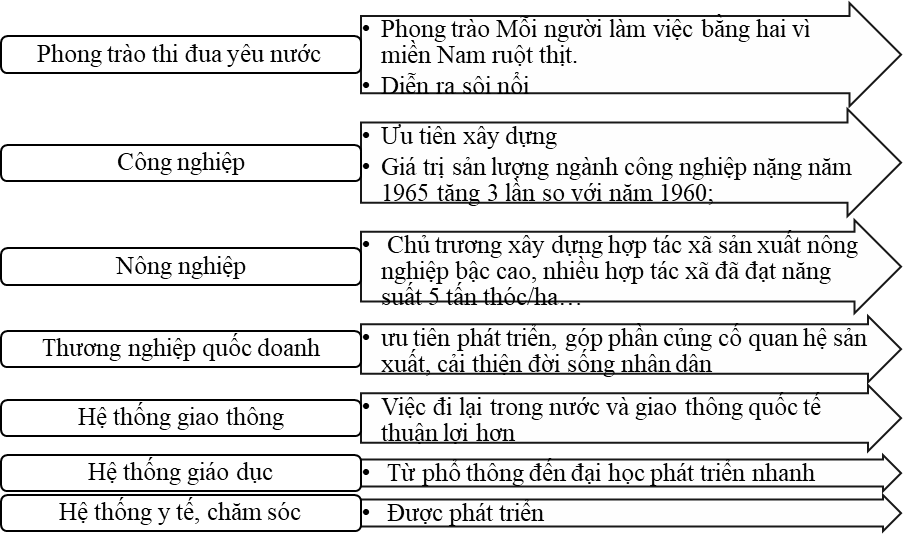 Phong trào thi đua yêu nước
• Phong trào Mỗi người làm việc bằng hai vì
miền Nam ruột thịt.
• Diễn ra sôi nổi
Công nghiệp
• Ưu tiên xây dựng
• Giá trị sản lượng ngành công nghiệp nặng năm
1965 tăng 3 lần so với năm 1960;
Nông nghiệp
• Chủ trương xây dựng hợp tác xã sản xuất nông
nghiệp bậc cao, nhiều hợp tác xã đã đạt năng
suất 5 tấn thóc/ha…
Thương nghiệp quốc doanh
• ưu tiên phát triển, góp phần củng cố quan hệ sản
xuất, cải thiện đời sống nhân dân
Hệ thống giao thông
• Việc đi lại trong nước và giao thông quốc tế
thuận lợi hơn
Hệ thống giáo dục
• Từ phổ thông đến đại học phát triển nhanh
Hệ thống y tế, chăm sóc
• Được phát triển